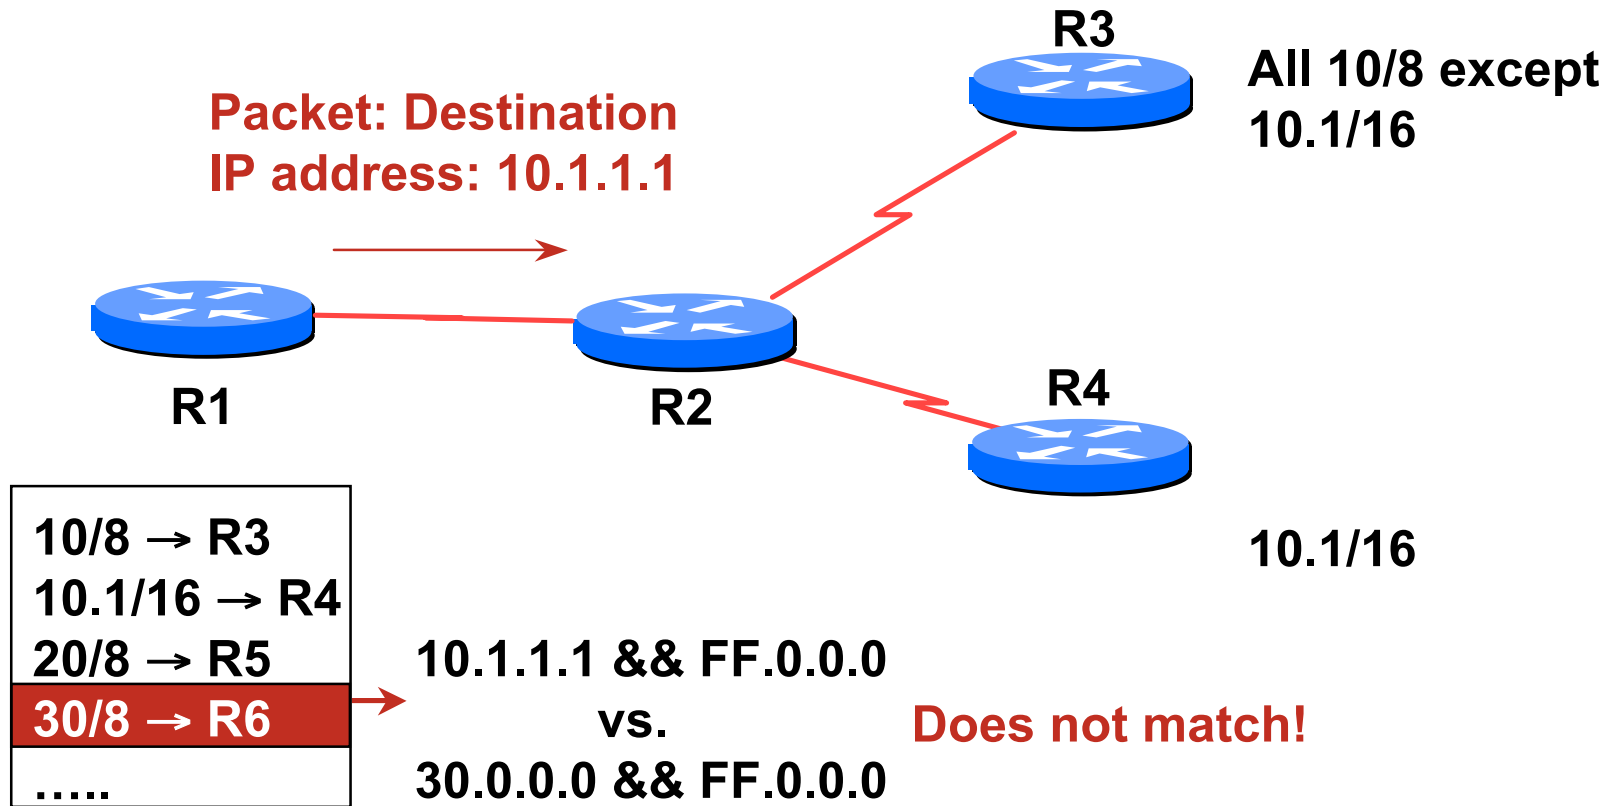 R3
All 10/8 except
10.1/16
Packet: Destination
IP address: 10.1.1.1
R1
R2
R4
10.1/16
10/8 → R3
10.1/16 → R4
20/8 → R5
30/8 → R6
…..
10.1.1.1 && FF.0.0.0
vs.
30.0.0.0 && FF.0.0.0
Does not match!